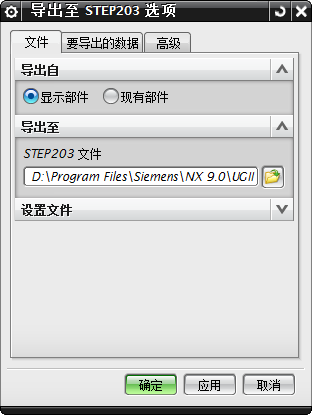 导出至 STEP203 选项
文件 要导出的数据 高级
导出自
显示部件 现有部件
导出至
STEP203 文件
D:\Program Files\Siemens\NX 9.0\UGII
设置文件
确定 应用 取消